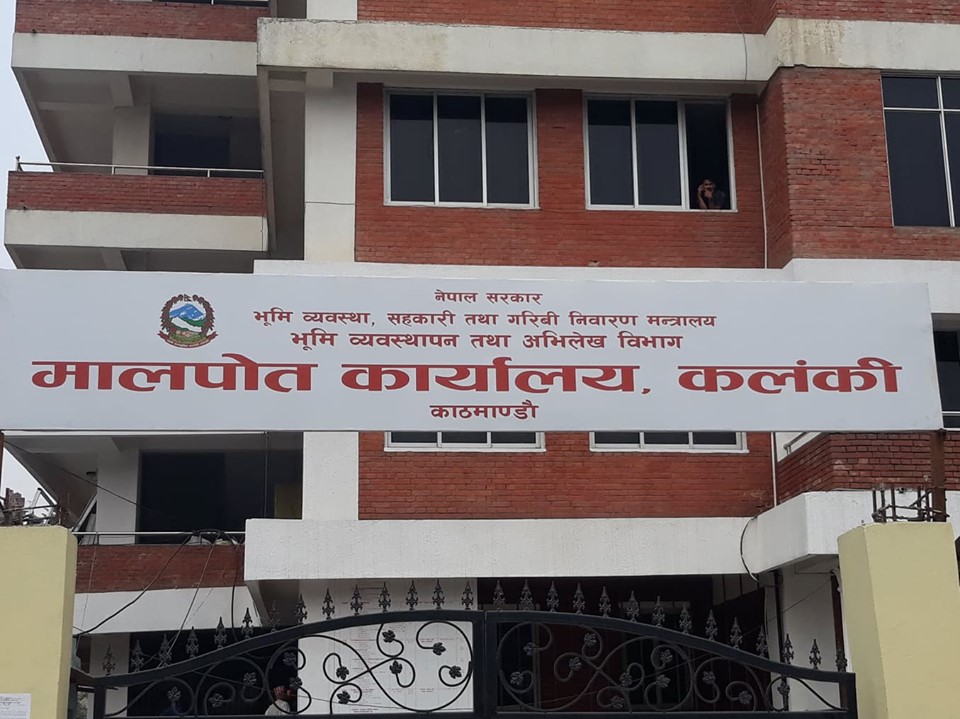 नेपाल सरकार
भूमि व्यवस्था, सहकारी तथा गरिबी निवारण मन्त्रालय
भूमि व्यवस्थापन तथा अभिलेख विभाग
मालपोत कार्यालय, कलंकी
काठमाण्डौ